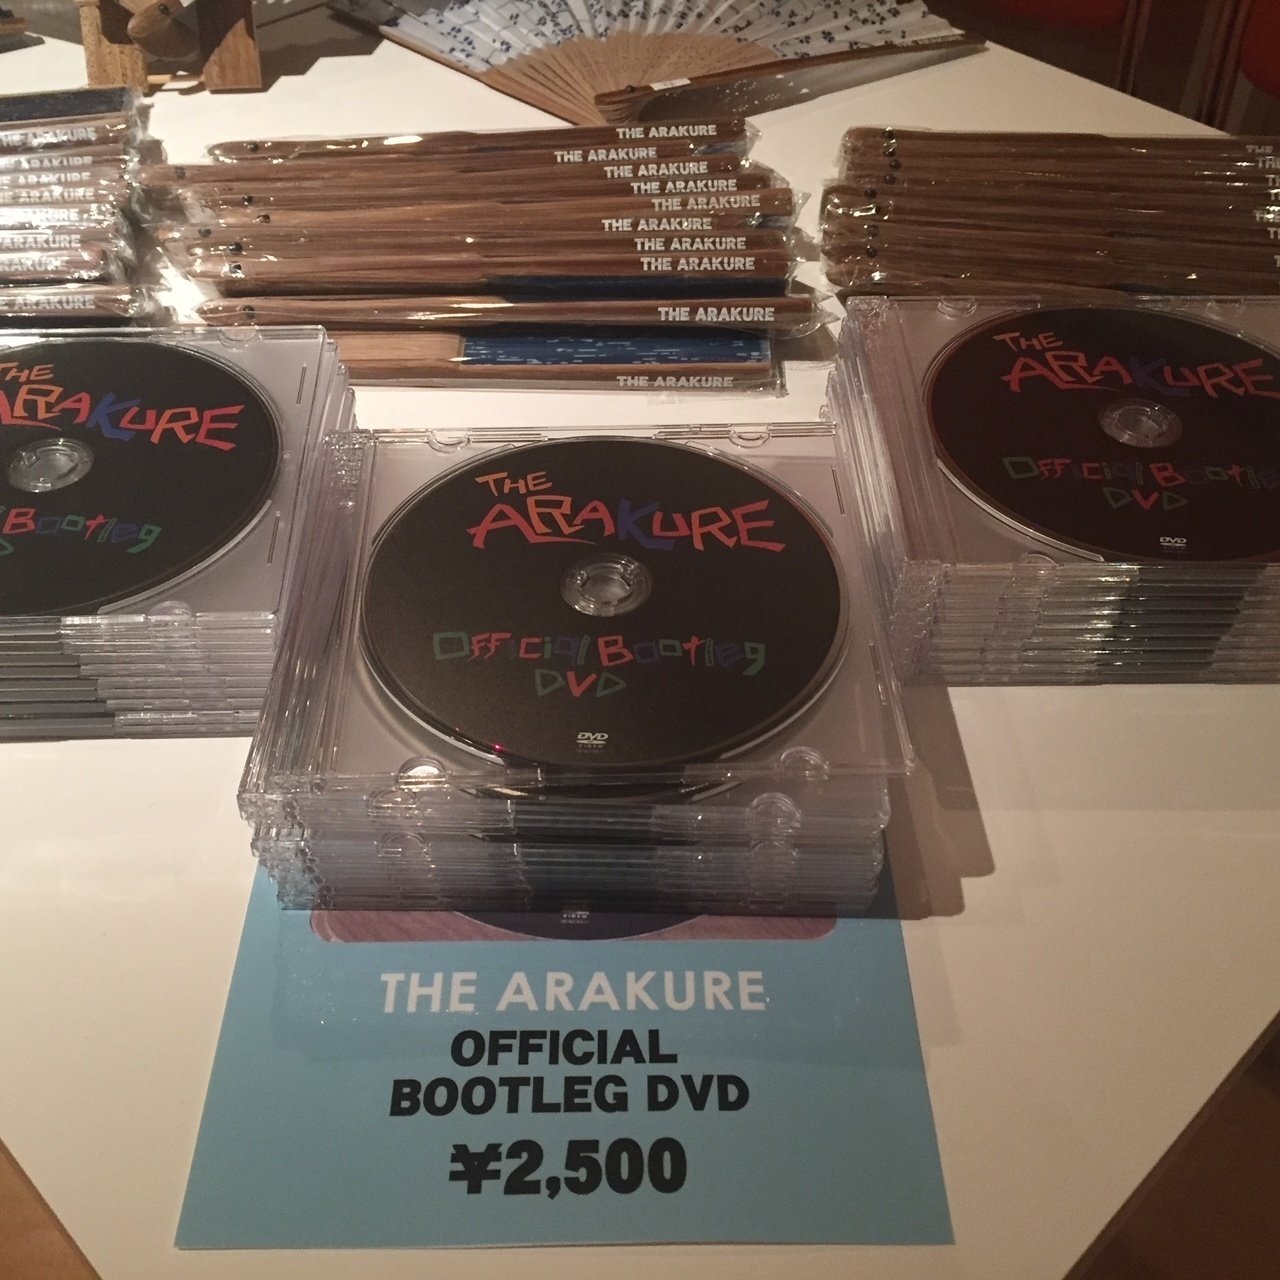 THE ARAKURE
THE ARAKURE
THE ARAKURE
THE ARAKURE
THE ARAKURE
THE ARAKURE
THE ARAKURE
THE ARAKURE
THE ARAKURE
THE ARAKURE
THE
ARAKURE
Bootleg
THE
ARAKURE
Official Bootleg
DVD
DVD
VIDEO
THE
ARAKURE
Official Bootleg
DVD
DVD
VIDEO
THE ARAKURE
OFFICIAL
BOOTLEG DVD
¥2,500